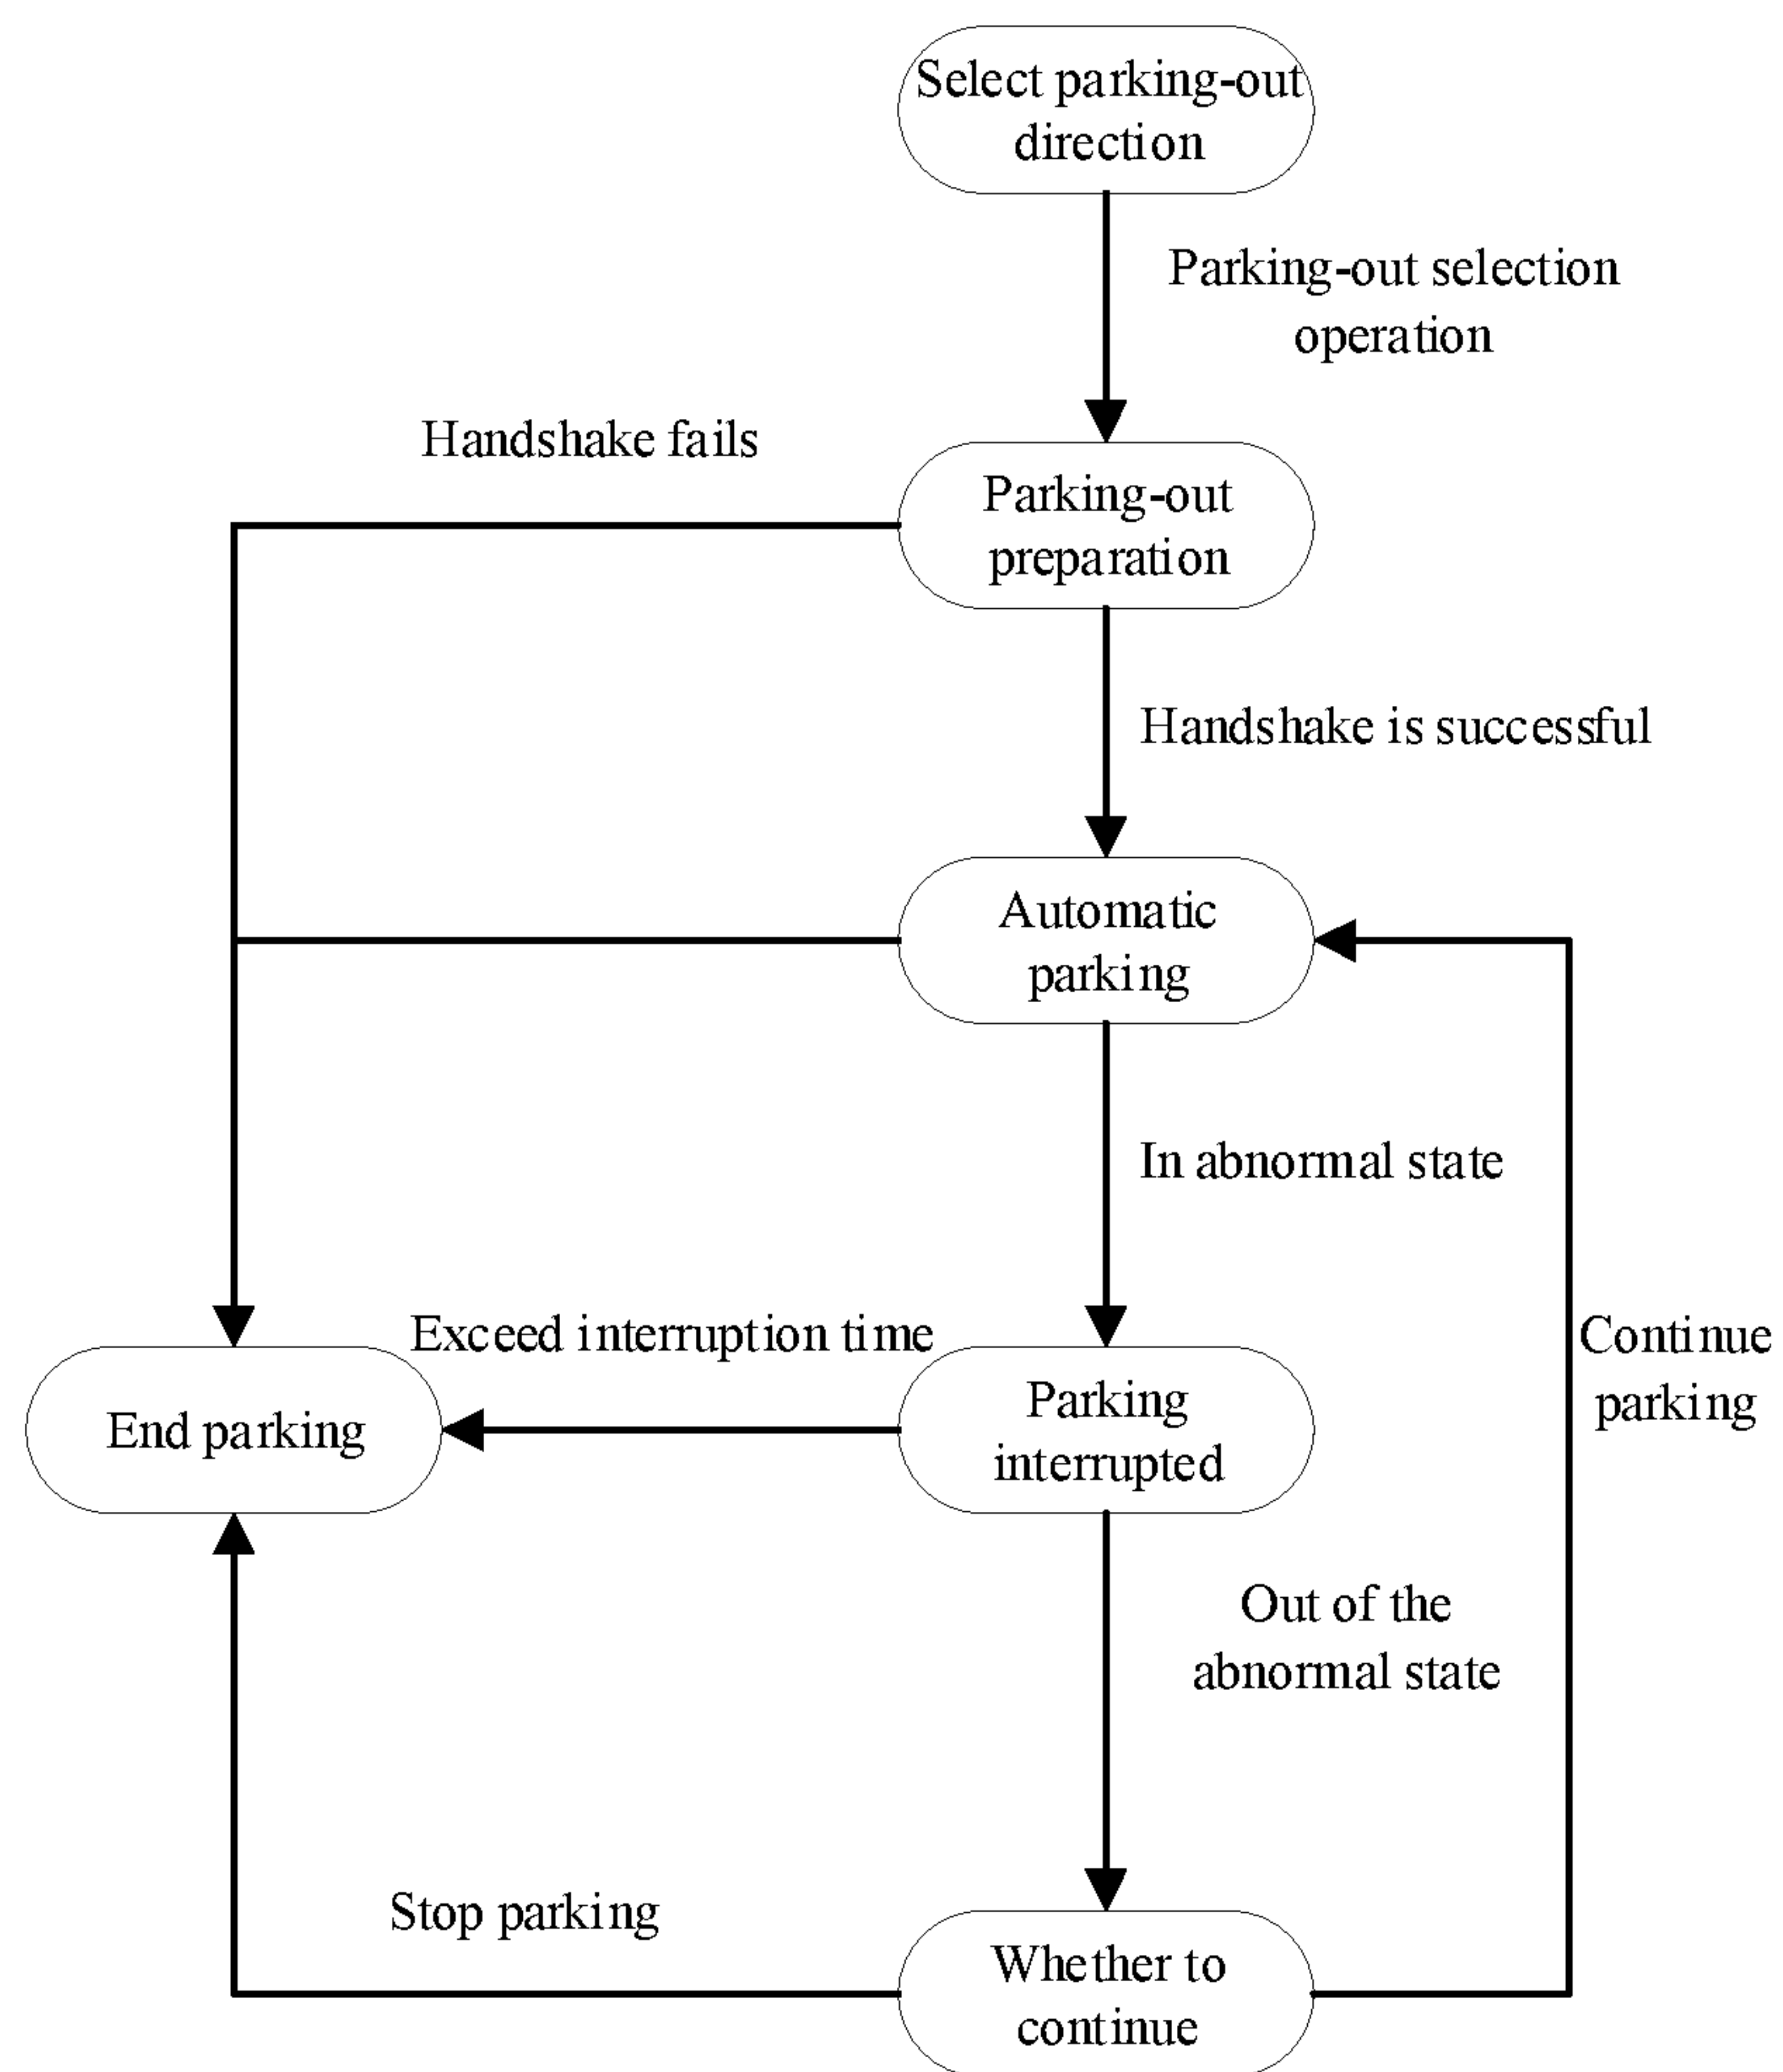 Select parking-out
direction
Parking-out selection
operation
Handshake fails
Parking-out
preparation
Handshake is successful
Automatic
parking
In abnormal state
Exceed interruption time
Continue
parking
End parking
Parking
interrupted
Out of the
abnormal state
Stop parking
Whether to
continue